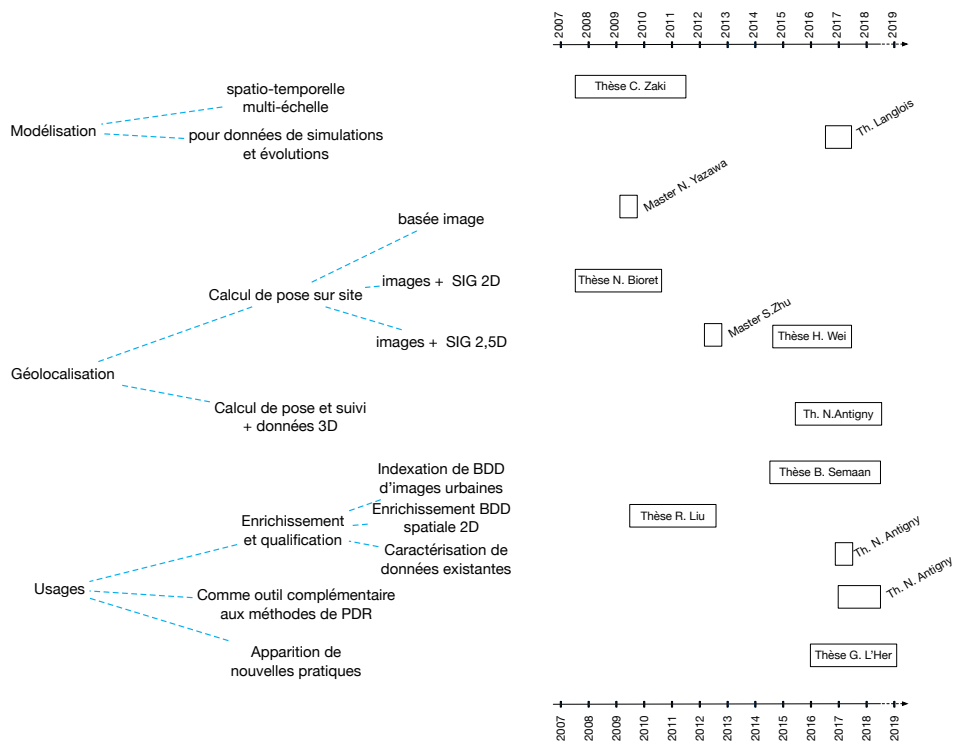 2007
2008
2009
2010
2011
2012
2013
2014
2015
2016
2017
2018
2019
Modélisation
spatio-temporelle
multi-échelle
pour données de simulations
et évolutions
Thèse C. Zaki
Th. Langlois
Géolocalisation
Calcul de pose sur site
basée image
images + SIG 2D
images + SIG 2,5D
Calcul de pose et suivi
+ données 3D
Master N. Yazawa
Thèse N. Bioret
Master S.Zhu
Thèse H. Wei
Th. N.Antigny
Usages
Enrichissement
et qualification
Indexation de BDD
d'images urbaines
Enrichissement BDD
spatiale 2D
Caractérisation de
données existantes
Comme outil complémentaire
aux méthodes de PDR
Apparition de
nouvelles pratiques
Thèse B. Semaan
Thèse R. Liu
Th. N. Antigny
Th. N. Antigny
Thèse G. L'Her
2007
2008
2009
2010
2011
2012
2013
2014
2015
2016
2017
2018
2019